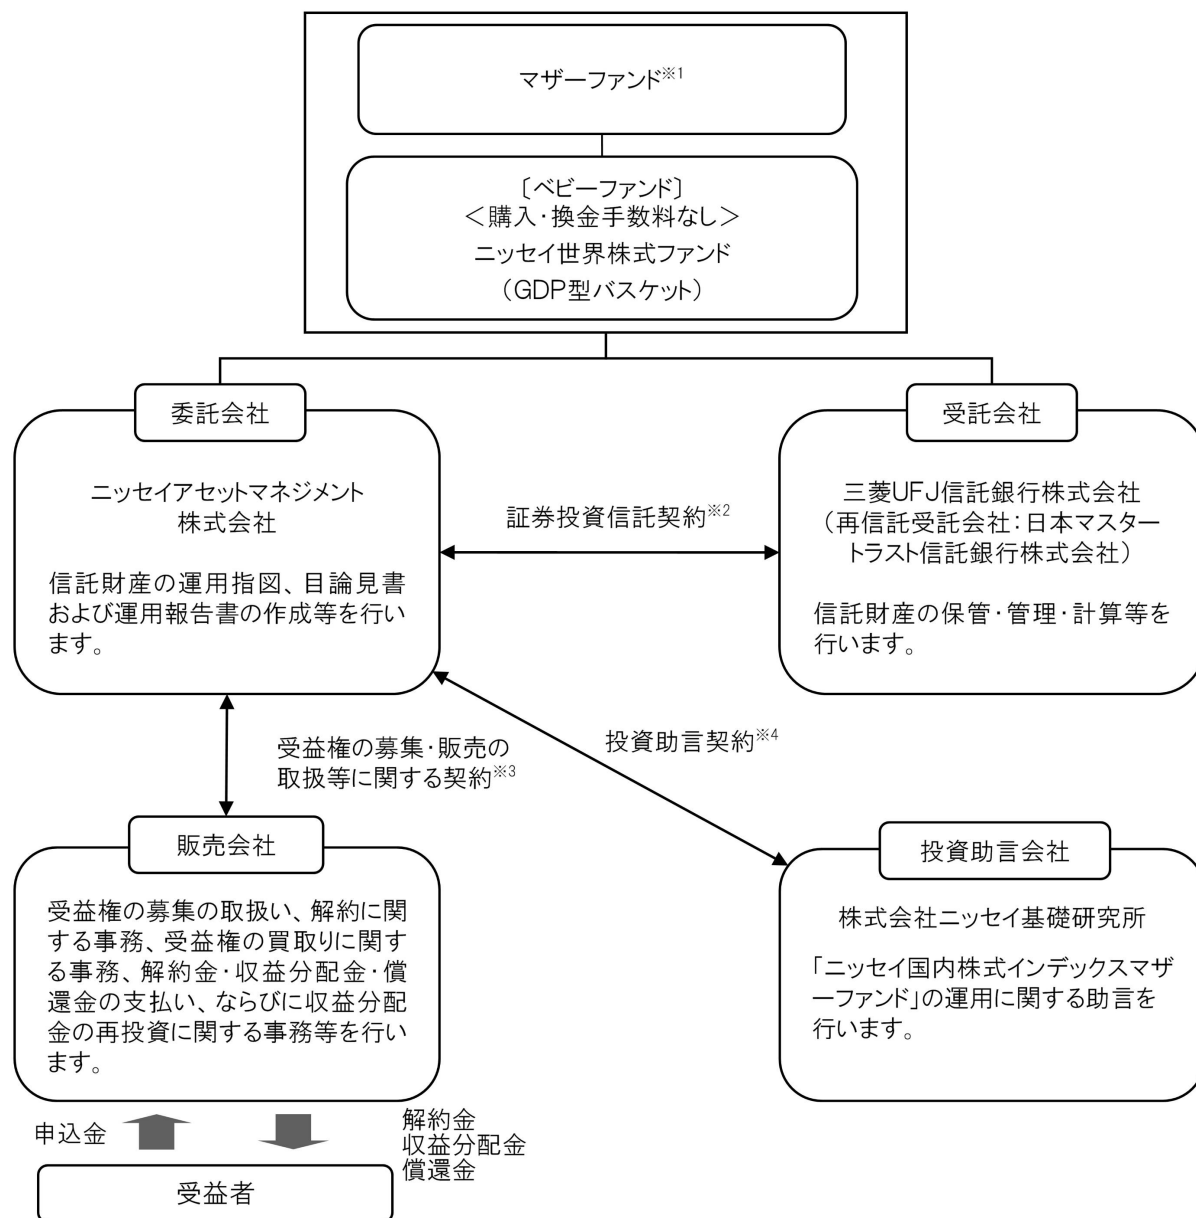 マザーファンド※1
〔ベビーファンド〕
＜購入・換金手数料なし＞
ニッセイ世界株式ファンド
（GDP型バスケット）
委託会社
ニッセイアセットマネジメント
株式会社
信託財産の運用指図、目論見書
および運用報告書の作成等を行い
ます。
証券投資信託契約※2
受託会社
三菱UFJ信託銀行株式会社
（再信託受託会社：日本マスター
トラスト信託銀行株式会社）
信託財産の保管・管理・計算等を
行います。
受益権の募集・販売の
取扱等に関する契約※3
投資助言契約※4
販売会社
受益権の募集の取扱い、解約に関
する事務、受益権の買取りに関す
る事務、解約金・収益分配金・償
還金の支払い、ならびに収益分配
金の再投資に関する事務等を行い
ます。
投資助言会社
株式会社ニッセイ基礎研究所
「ニッセイ国内株式インデックスマザ
ーファンド」の運用に関する助言を
行います。
申込金
解約金
収益分配金
償還金
受益者